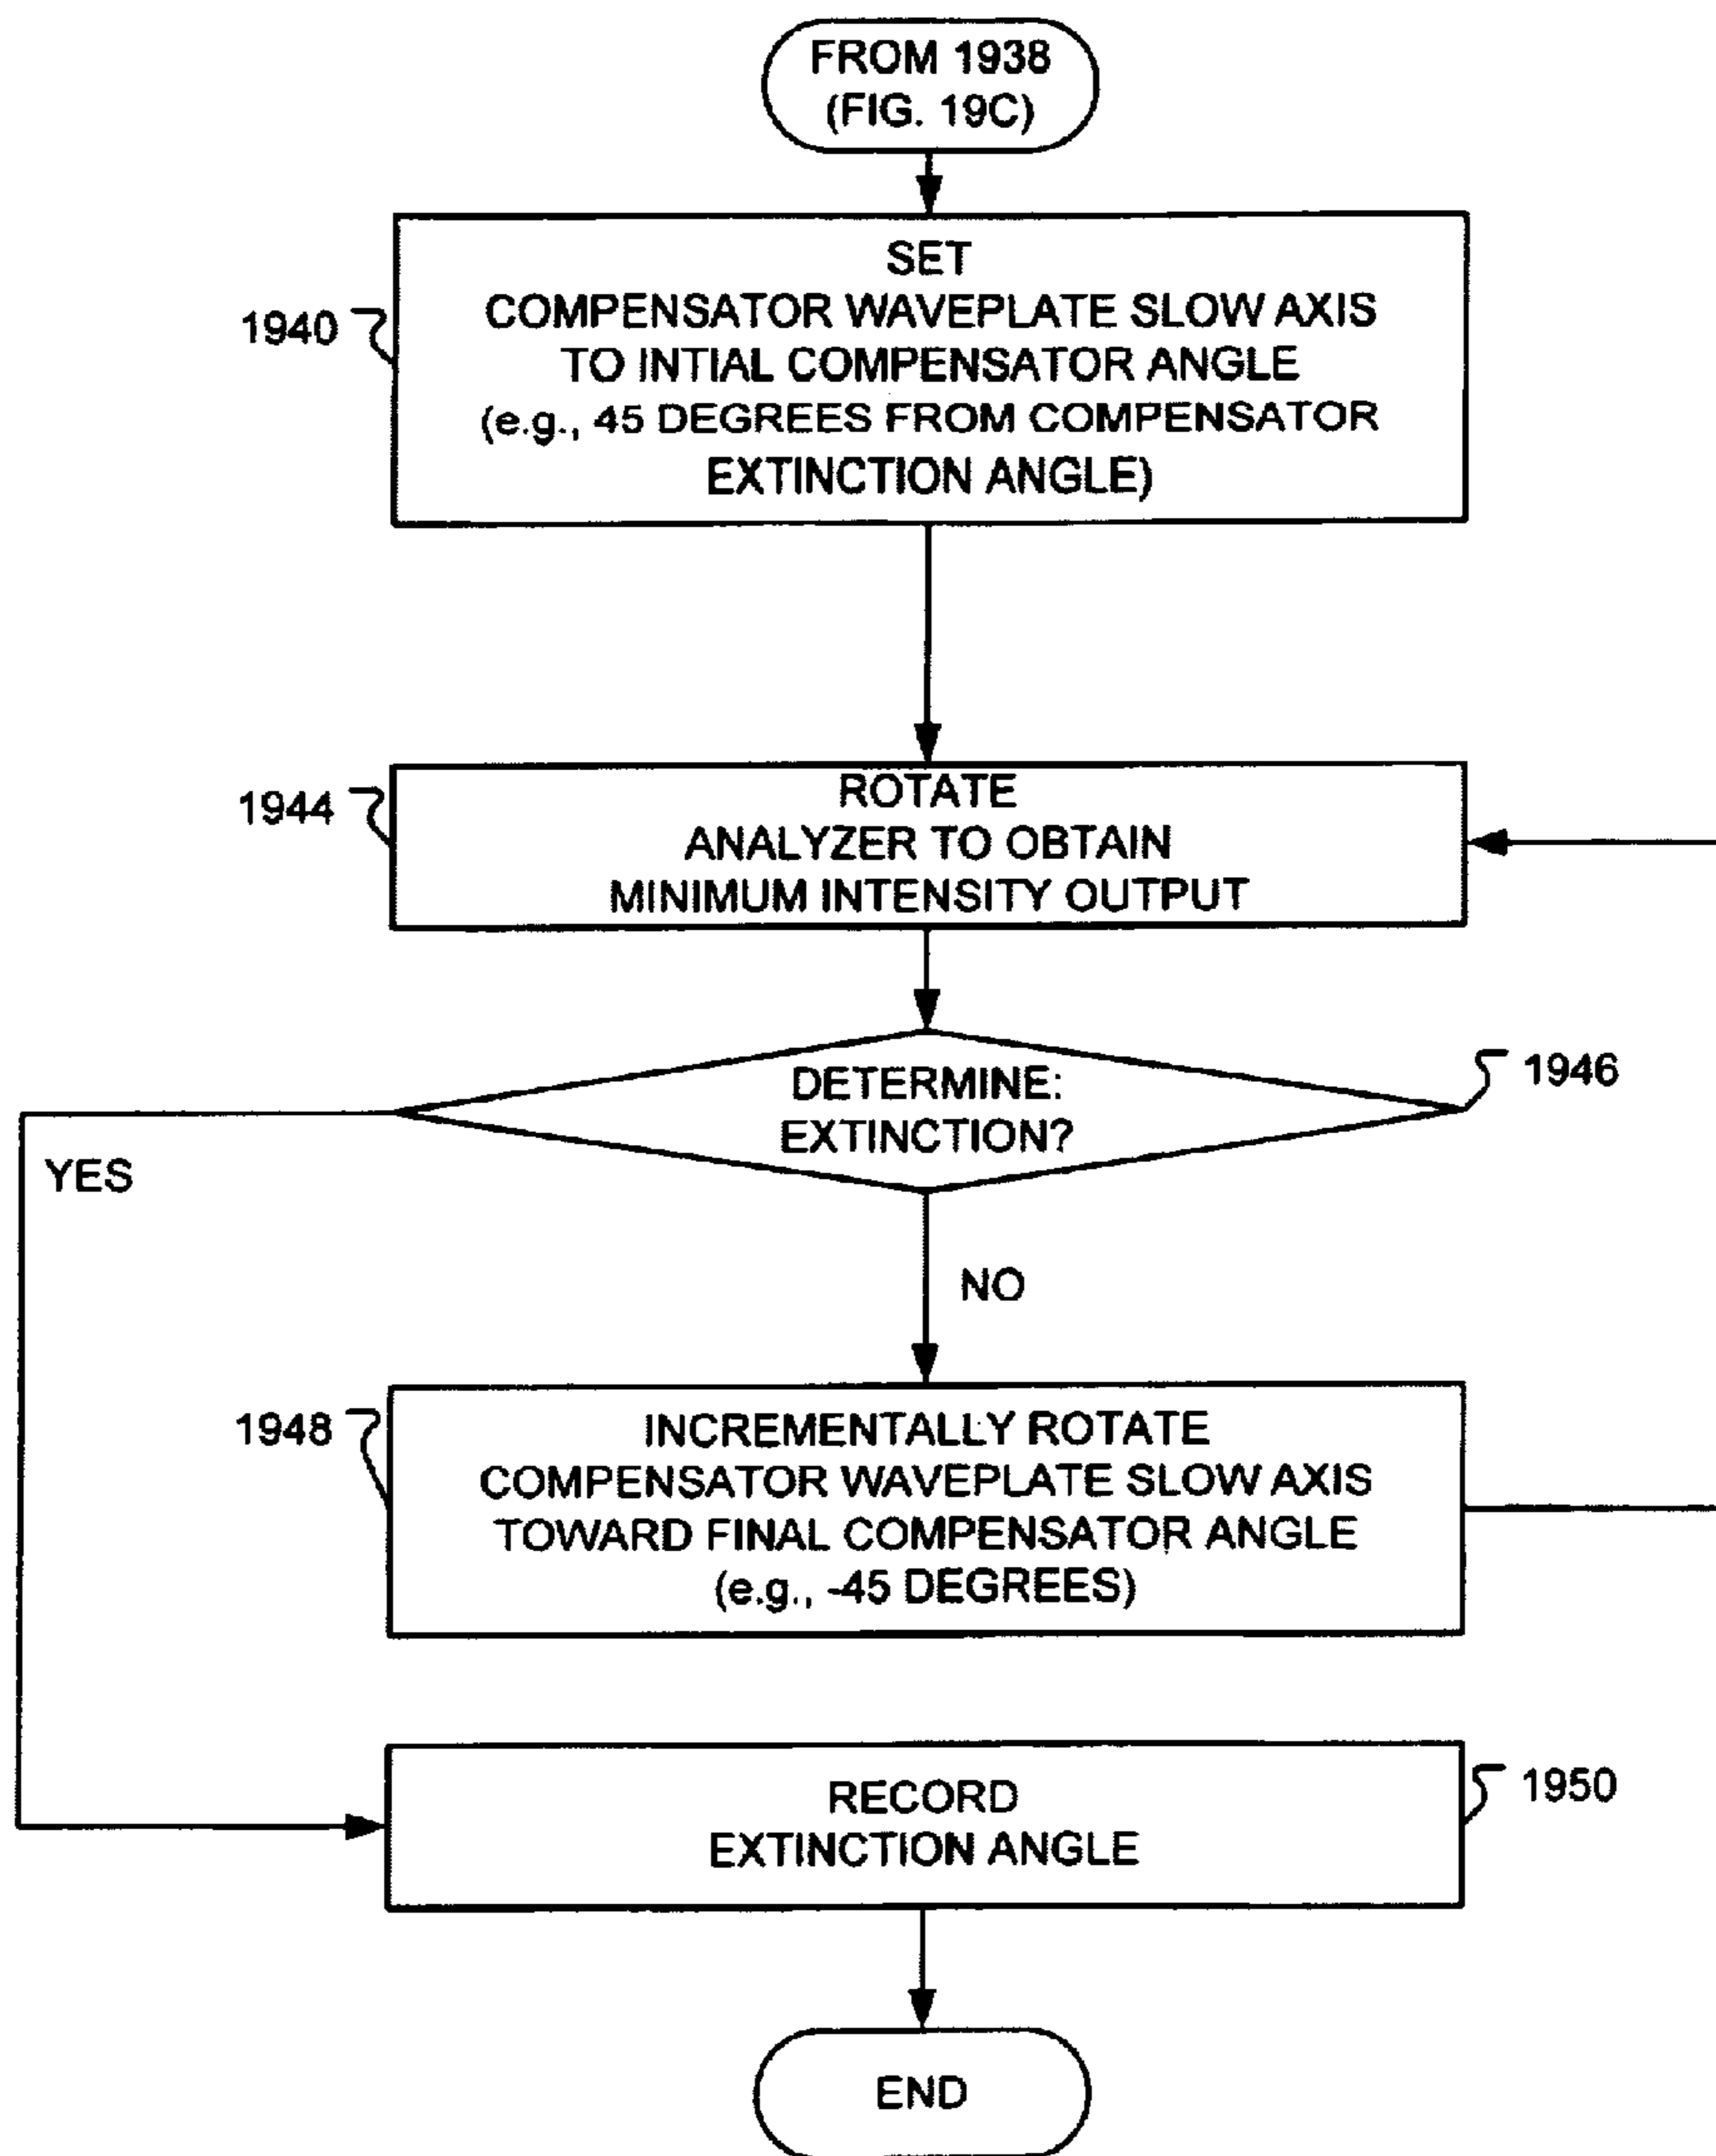 FROM 1938
(FIG. 19C)
1940
SET
COMPENSATOR WAVEPLATE SLOW AXIS
TO INTIAL COMPENSATOR ANGLE
(e.g., 45 DEGREES FROM COMPENSATOR
EXTINCTION ANGLE)
1944
ROTATE
ANALYZER TO OBTAIN
MINIMUM INTENSITY OUTPUT
DETERMINE:
EXTINCTION?
1946
YES
NO
1948
INCREMENTALLY ROTATE
COMPENSATOR WAVEPLATE SLOW AXIS
TOWARD FINAL COMPENSATOR ANGLE
(e.g., -45 DEGREES)
RECORD
EXTINCTION ANGLE
1950
END